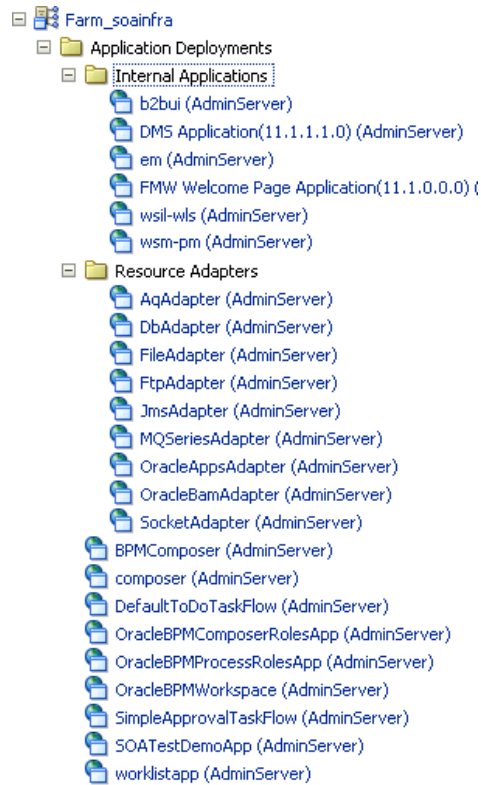 Farm_soainfra
Application Deployments
Internal Applications
b2bui (AdminServer)
DMS Application(11.1.1.1.0) (AdminServer)
em (AdminServer)
FMW Welcome Page Application(11.1.0.0.0) (
wsil-wls (AdminServer)
wsm-pm (AdminServer)
Resource Adapters
AqAdapter (AdminServer)
DbAdapter (AdminServer)
FileAdapter (AdminServer)
FtpAdapter (AdminServer)
JmsAdapter (AdminServer)
MQSeriesAdapter (AdminServer)
OracleAppsAdapter (AdminServer)
OracleBamAdapter (AdminServer)
SocketAdapter (AdminServer)
BPMComposer (AdminServer)
composer (AdminServer)
DefaultToDoTaskFlow (AdminServer)
OracleBPMComposerRolesApp (AdminServer)
OracleBPMProcessRolesApp (AdminServer)
OracleBPMWorkspace (AdminServer)
SimpleApprovalTaskFlow (AdminServer)
SOATestDemoApp (AdminServer)
worklistapp (AdminServer)